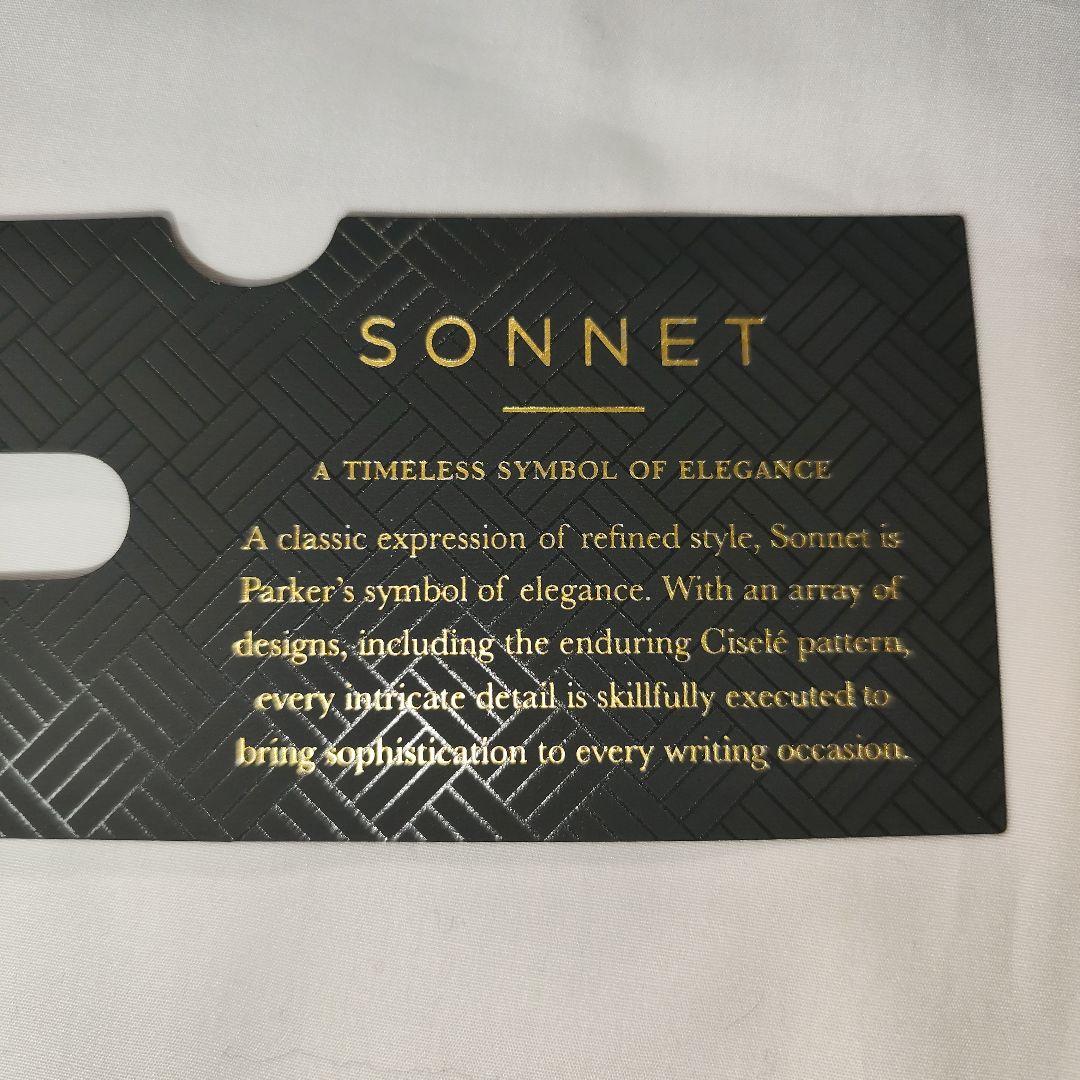 SONNET
A TIMELESS SYMBOL OF ELEGANCE
A classic expression of refined style, Sonnet is
Parker's symbol of elegance. With an array of
designs, including the enduring Ciselé pattern,
every intricate detail is skillfully executed to
bring sophistication to every writing occasion.